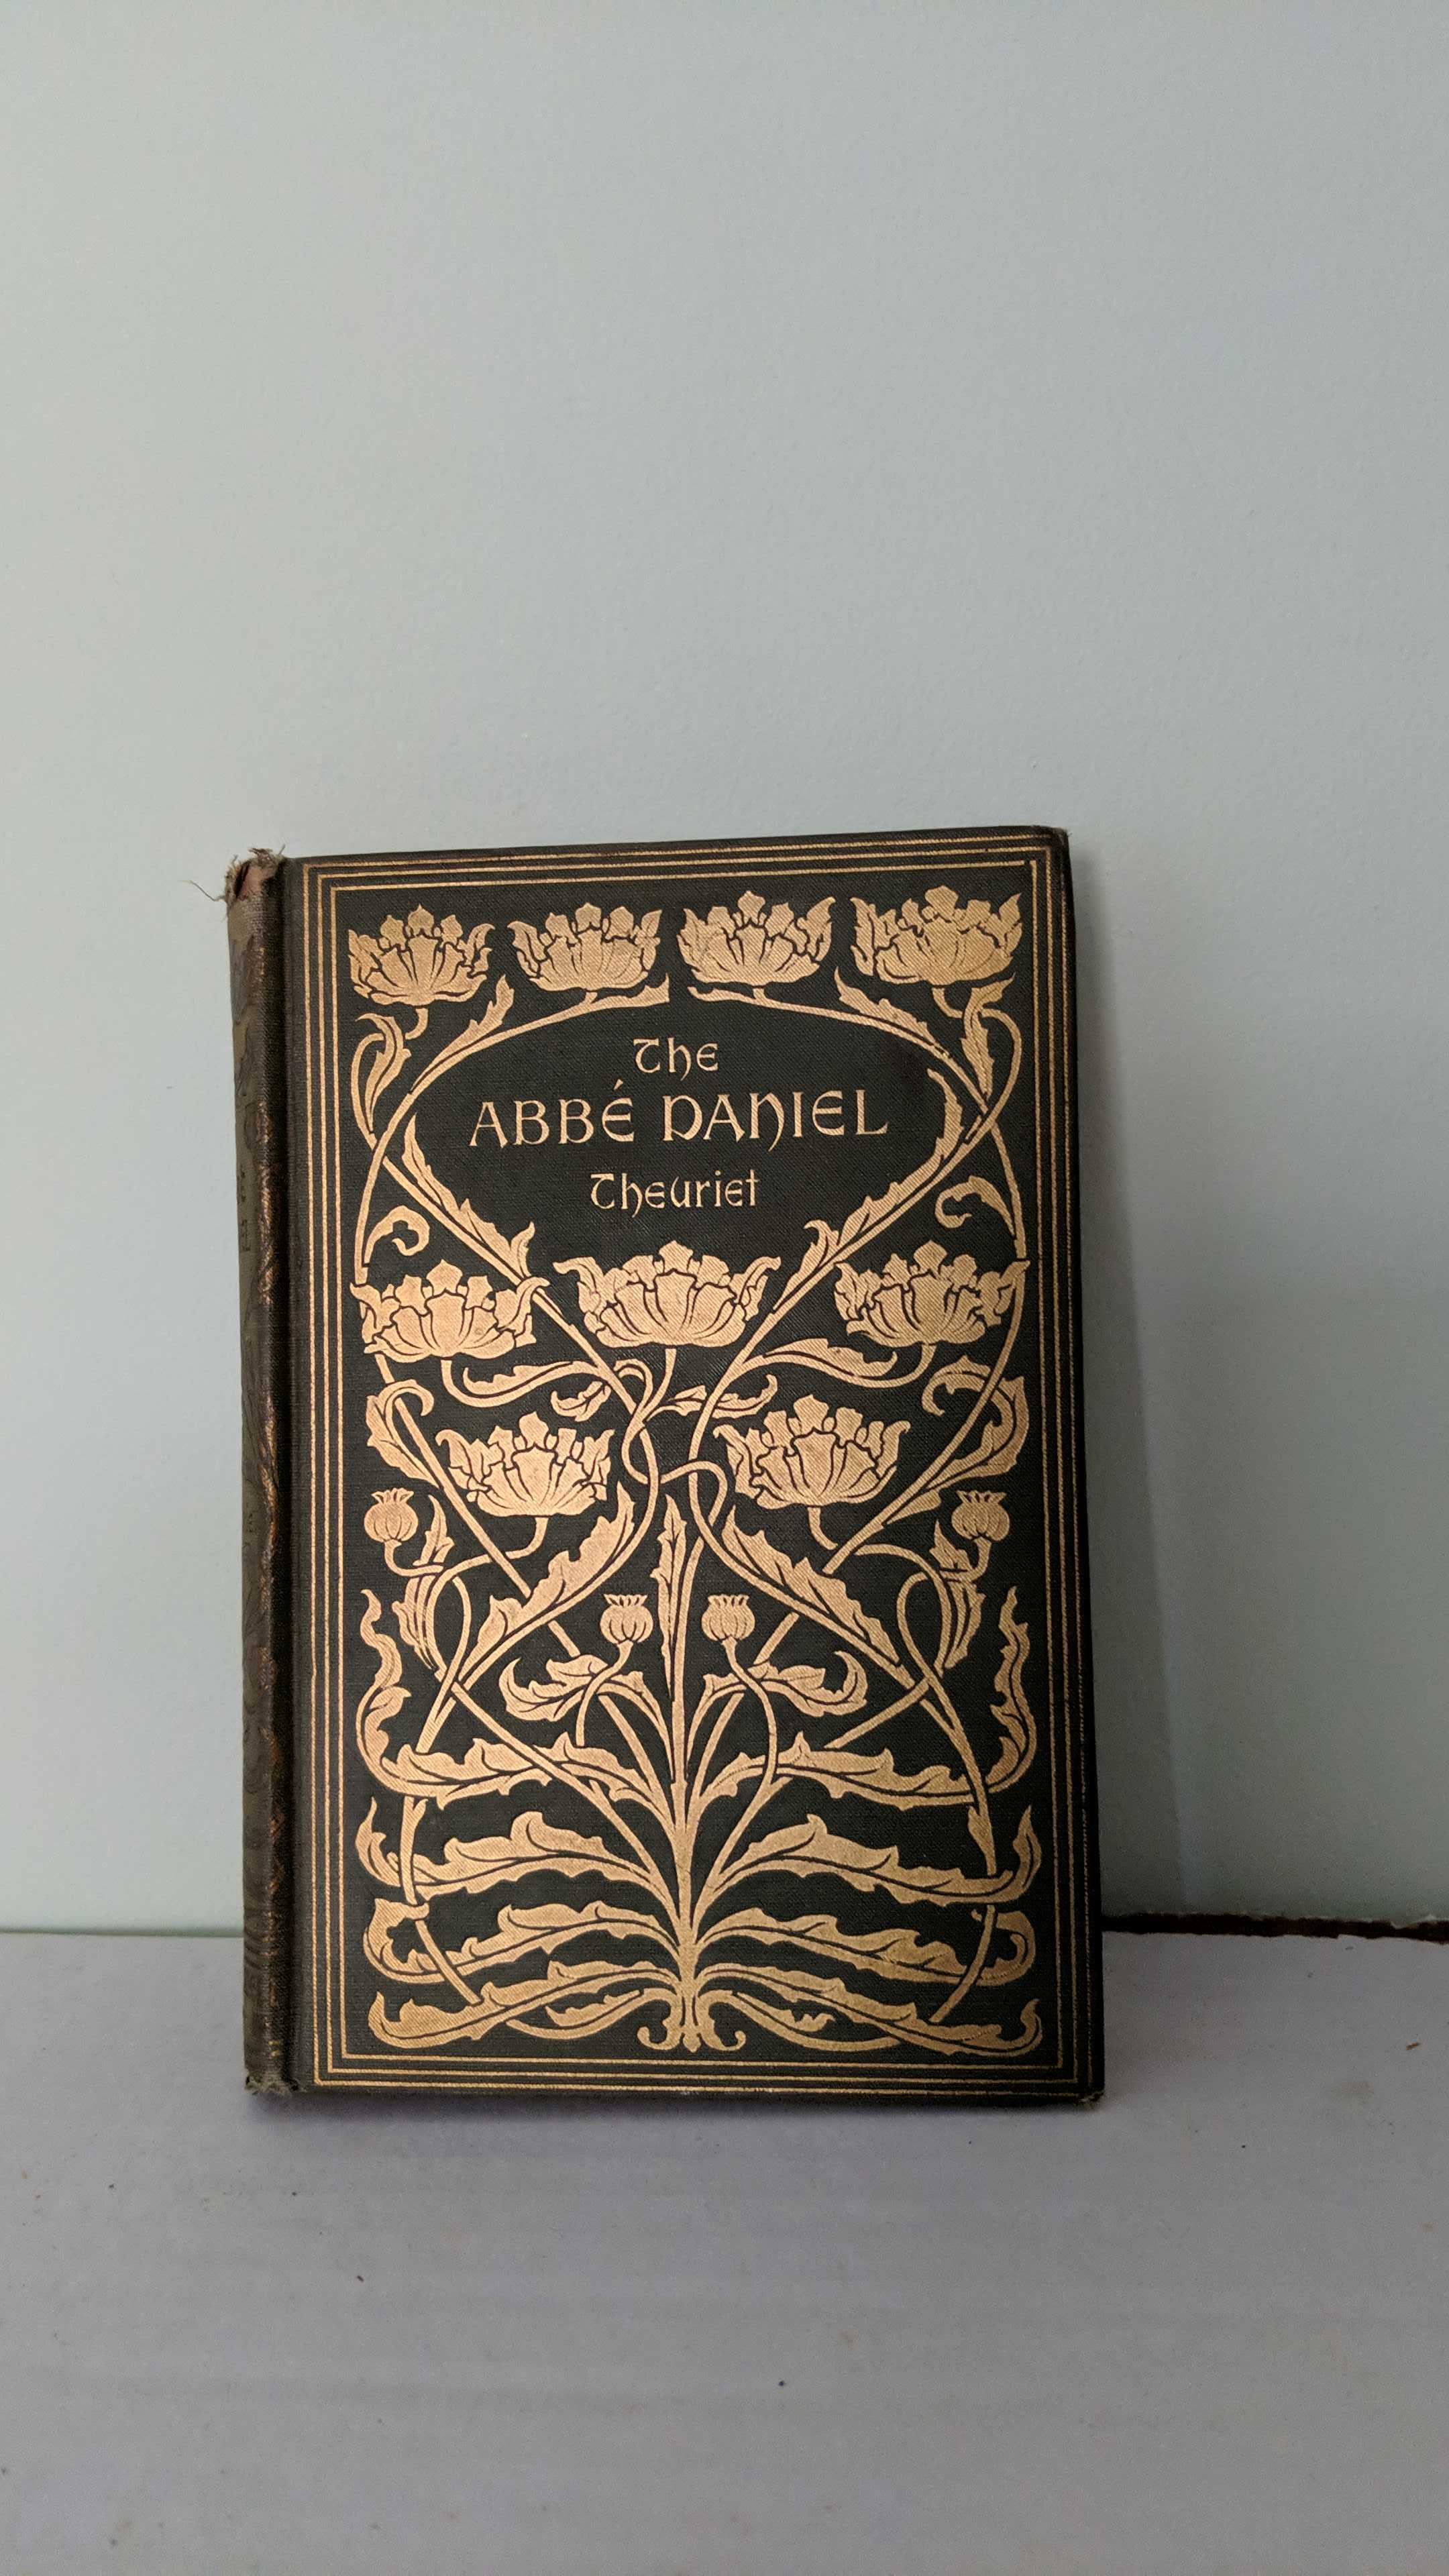 The
ABBÉ DANIEL
Theuriet